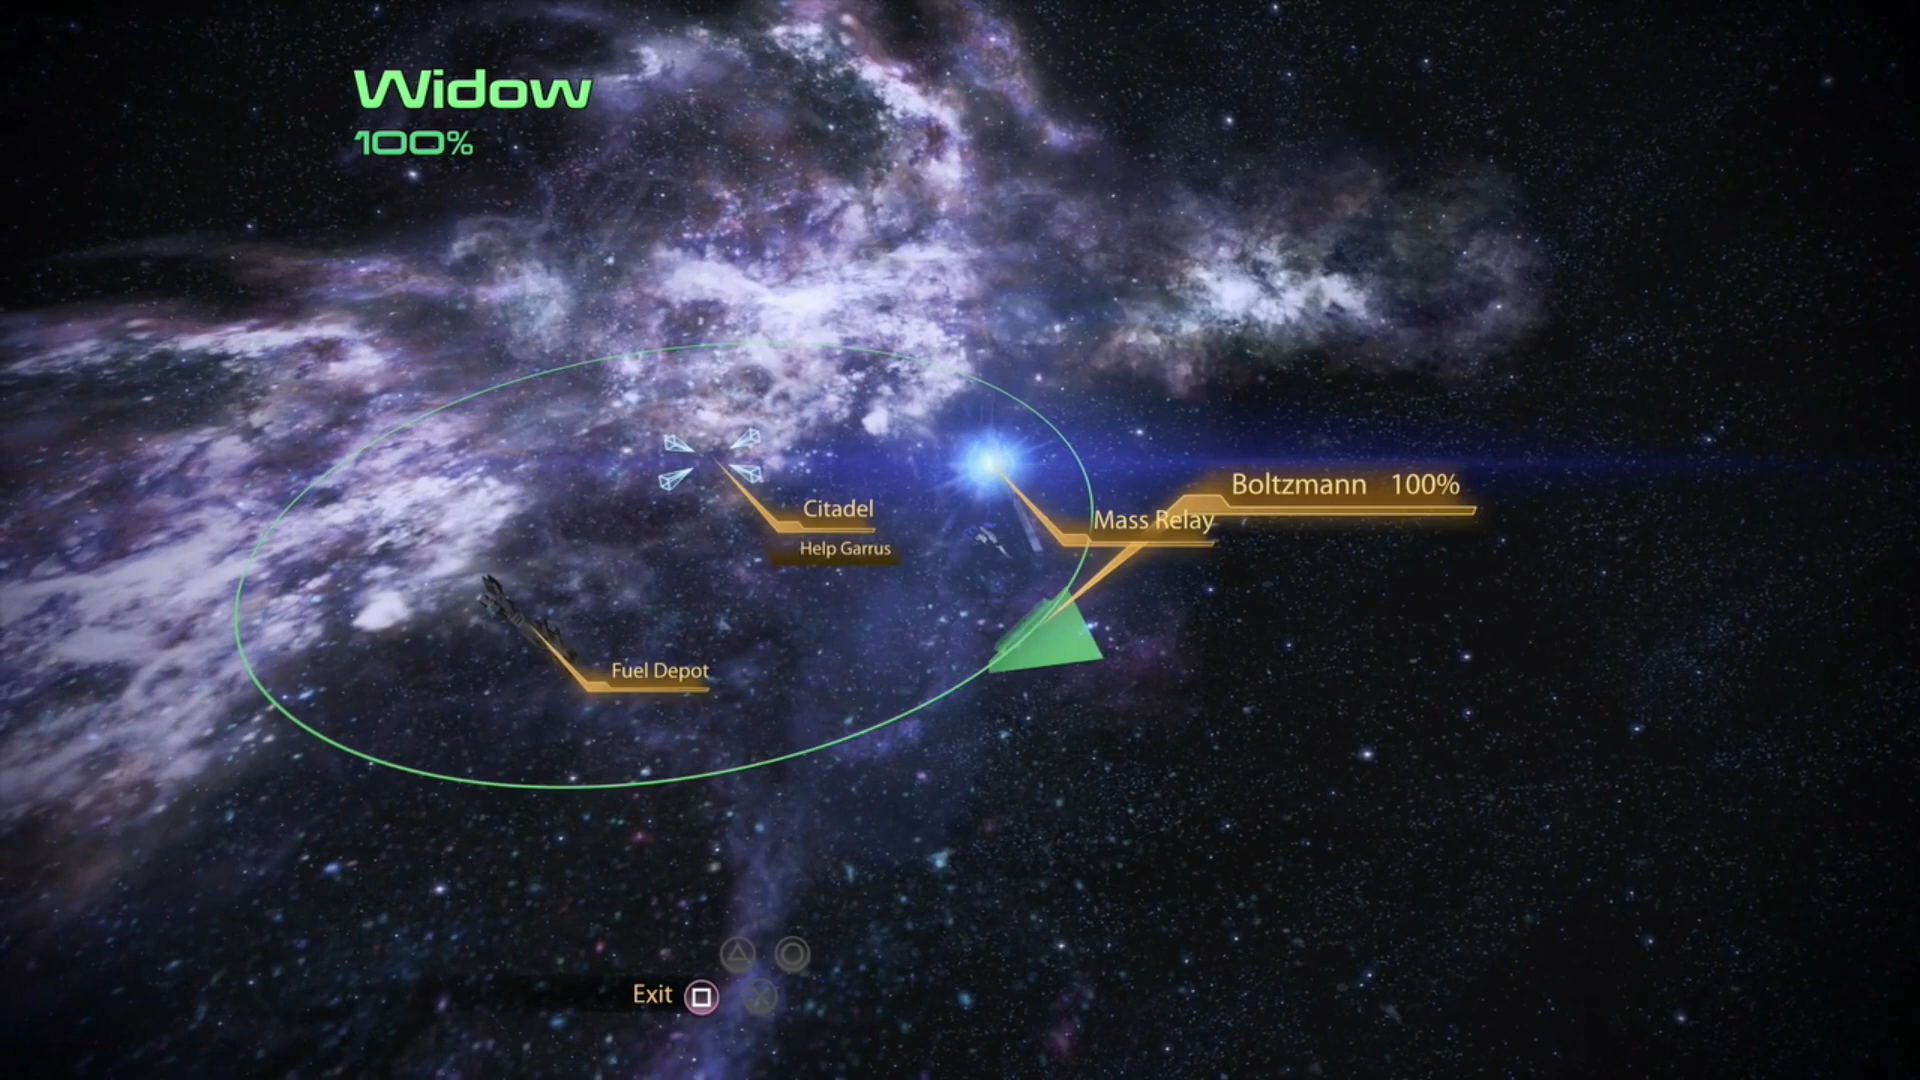 Widow
100%
Boltzmann 100%
Citadel
Mass Relay
Help Garrus
Fuel Depot
Exit